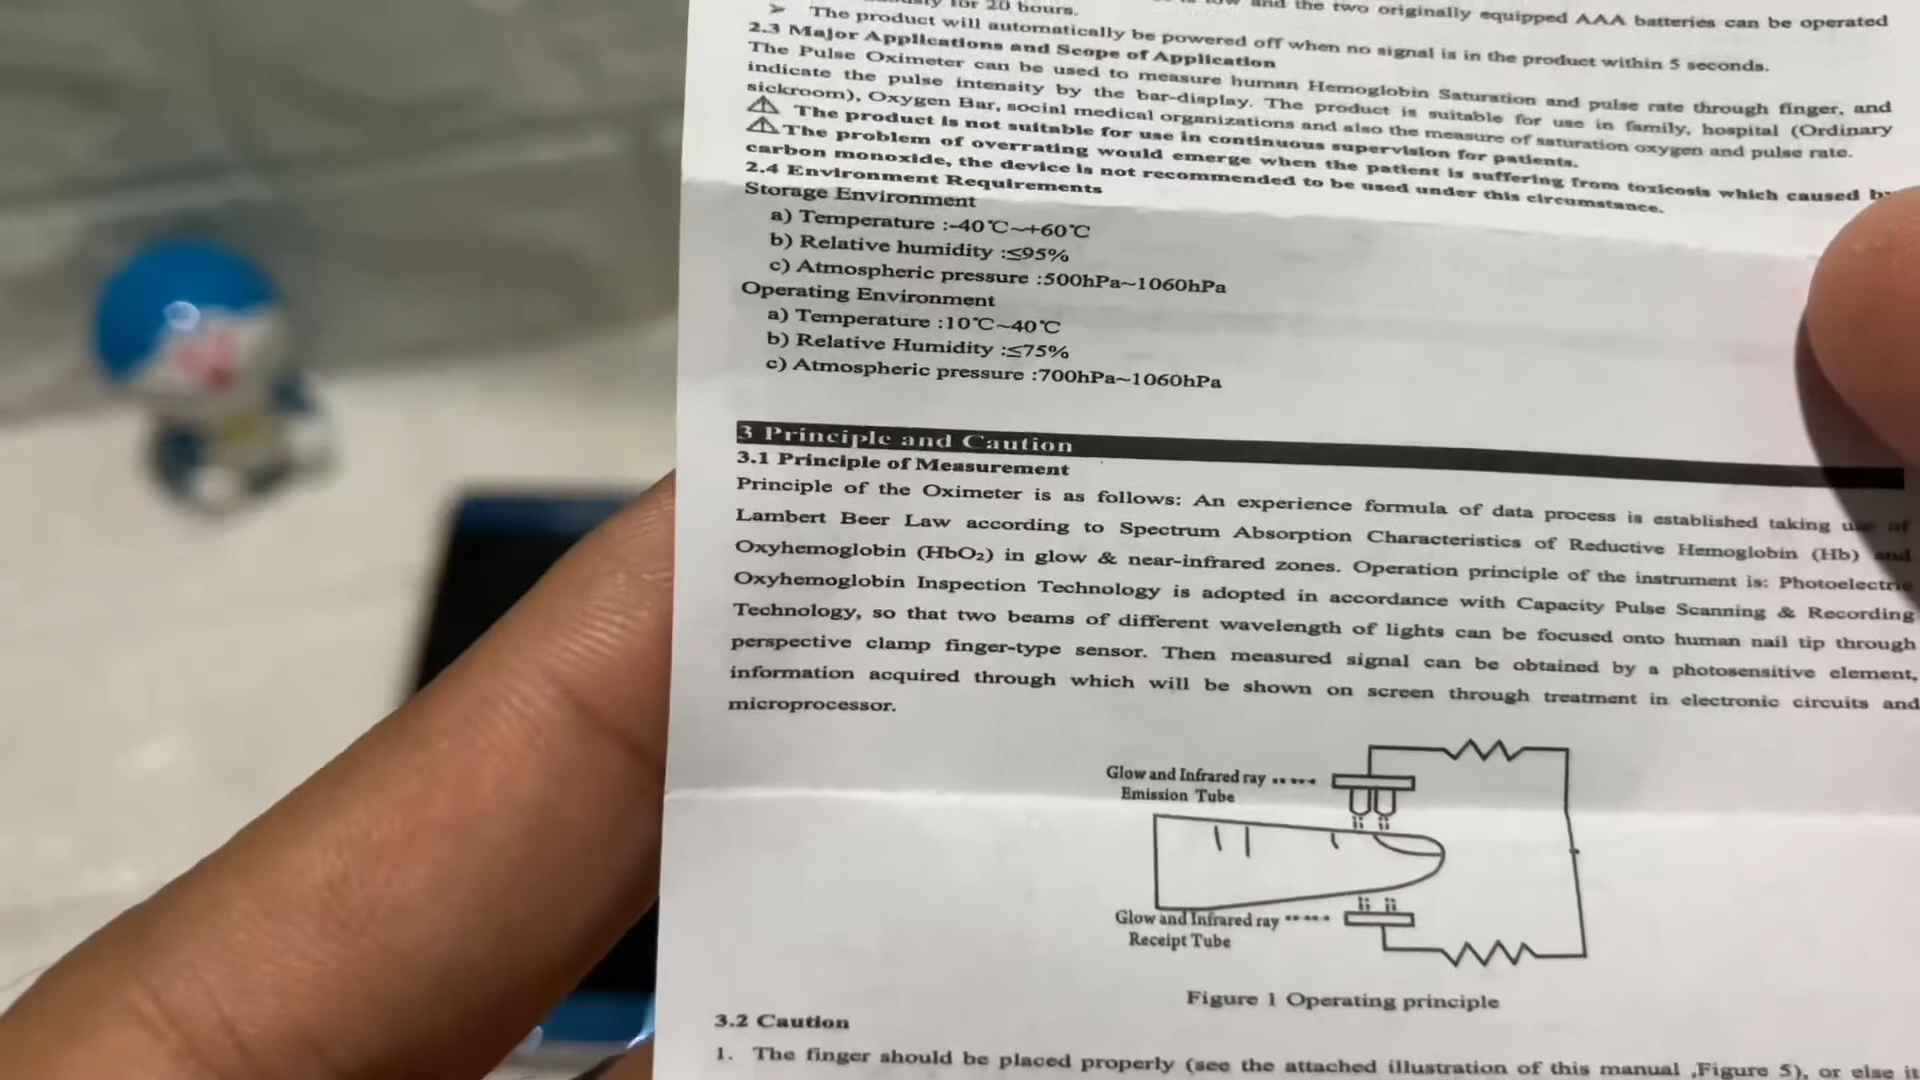 for 20 hours. low and the two originally equipped AAA batteries can be operated
➢ The product will automatically be powered off when no signal is in the product within 5 seconds.
2.3 Major Applications and Scope of Application
The Pulse Oximeter can be used to measure human Hemoglobin Saturation and pulse rate through finger, and
indicate the pulse intensity by the bar-display. The product is suitable for use in family, hospital (Ordinary
sickroom), Oxygen Bar, social medical organizations and also the measure of saturation oxygen and pulse rate.
⚠ The product is not suitable for use in continuous supervision for patients.
⚠ The problem of overrating would emerge when the patient is suffering from toxicosis which caused by
carbon monoxide, the device is not recommended to be used under this circumstance.
2.4 Environment Requirements
Storage Environment
a) Temperature :-40℃~+60℃
b) Relative humidity :≤95%
c) Atmospheric pressure :500hPa~1060hPa
Operating Environment
a) Temperature :10℃~40℃
b) Relative Humidity :≤75%
c) Atmospheric pressure :700hPa~1060hPa
3 Principle and Caution
3.1 Principle of Measurement
Principle of the Oximeter is as follows: An experience formula of data process is established taking use of
Lambert Beer Law according to Spectrum Absorption Characteristics of Reductive Hemoglobin (Hb) and
Oxyhemoglobin (HbO₂) in glow & near-infrared zones. Operation principle of the instrument is: Photoelectric
Oxyhemoglobin Inspection Technology is adopted in accordance with Capacity Pulse Scanning & Recording
Technology, so that two beams of different wavelength of lights can be focused onto human nail tip through
perspective clamp finger-type sensor. Then measured signal can be obtained by a photosensitive element,
information acquired through which will be shown on screen through treatment in electronic circuits and
microprocessor.
Glow and Infrared ray
Emission Tube
Glow and Infrared ray
Receipt Tube
Figure 1 Operating principle
3.2 Caution
1. The finger should be placed properly (see the attached illustration of this manual ,Figure 5), or else it